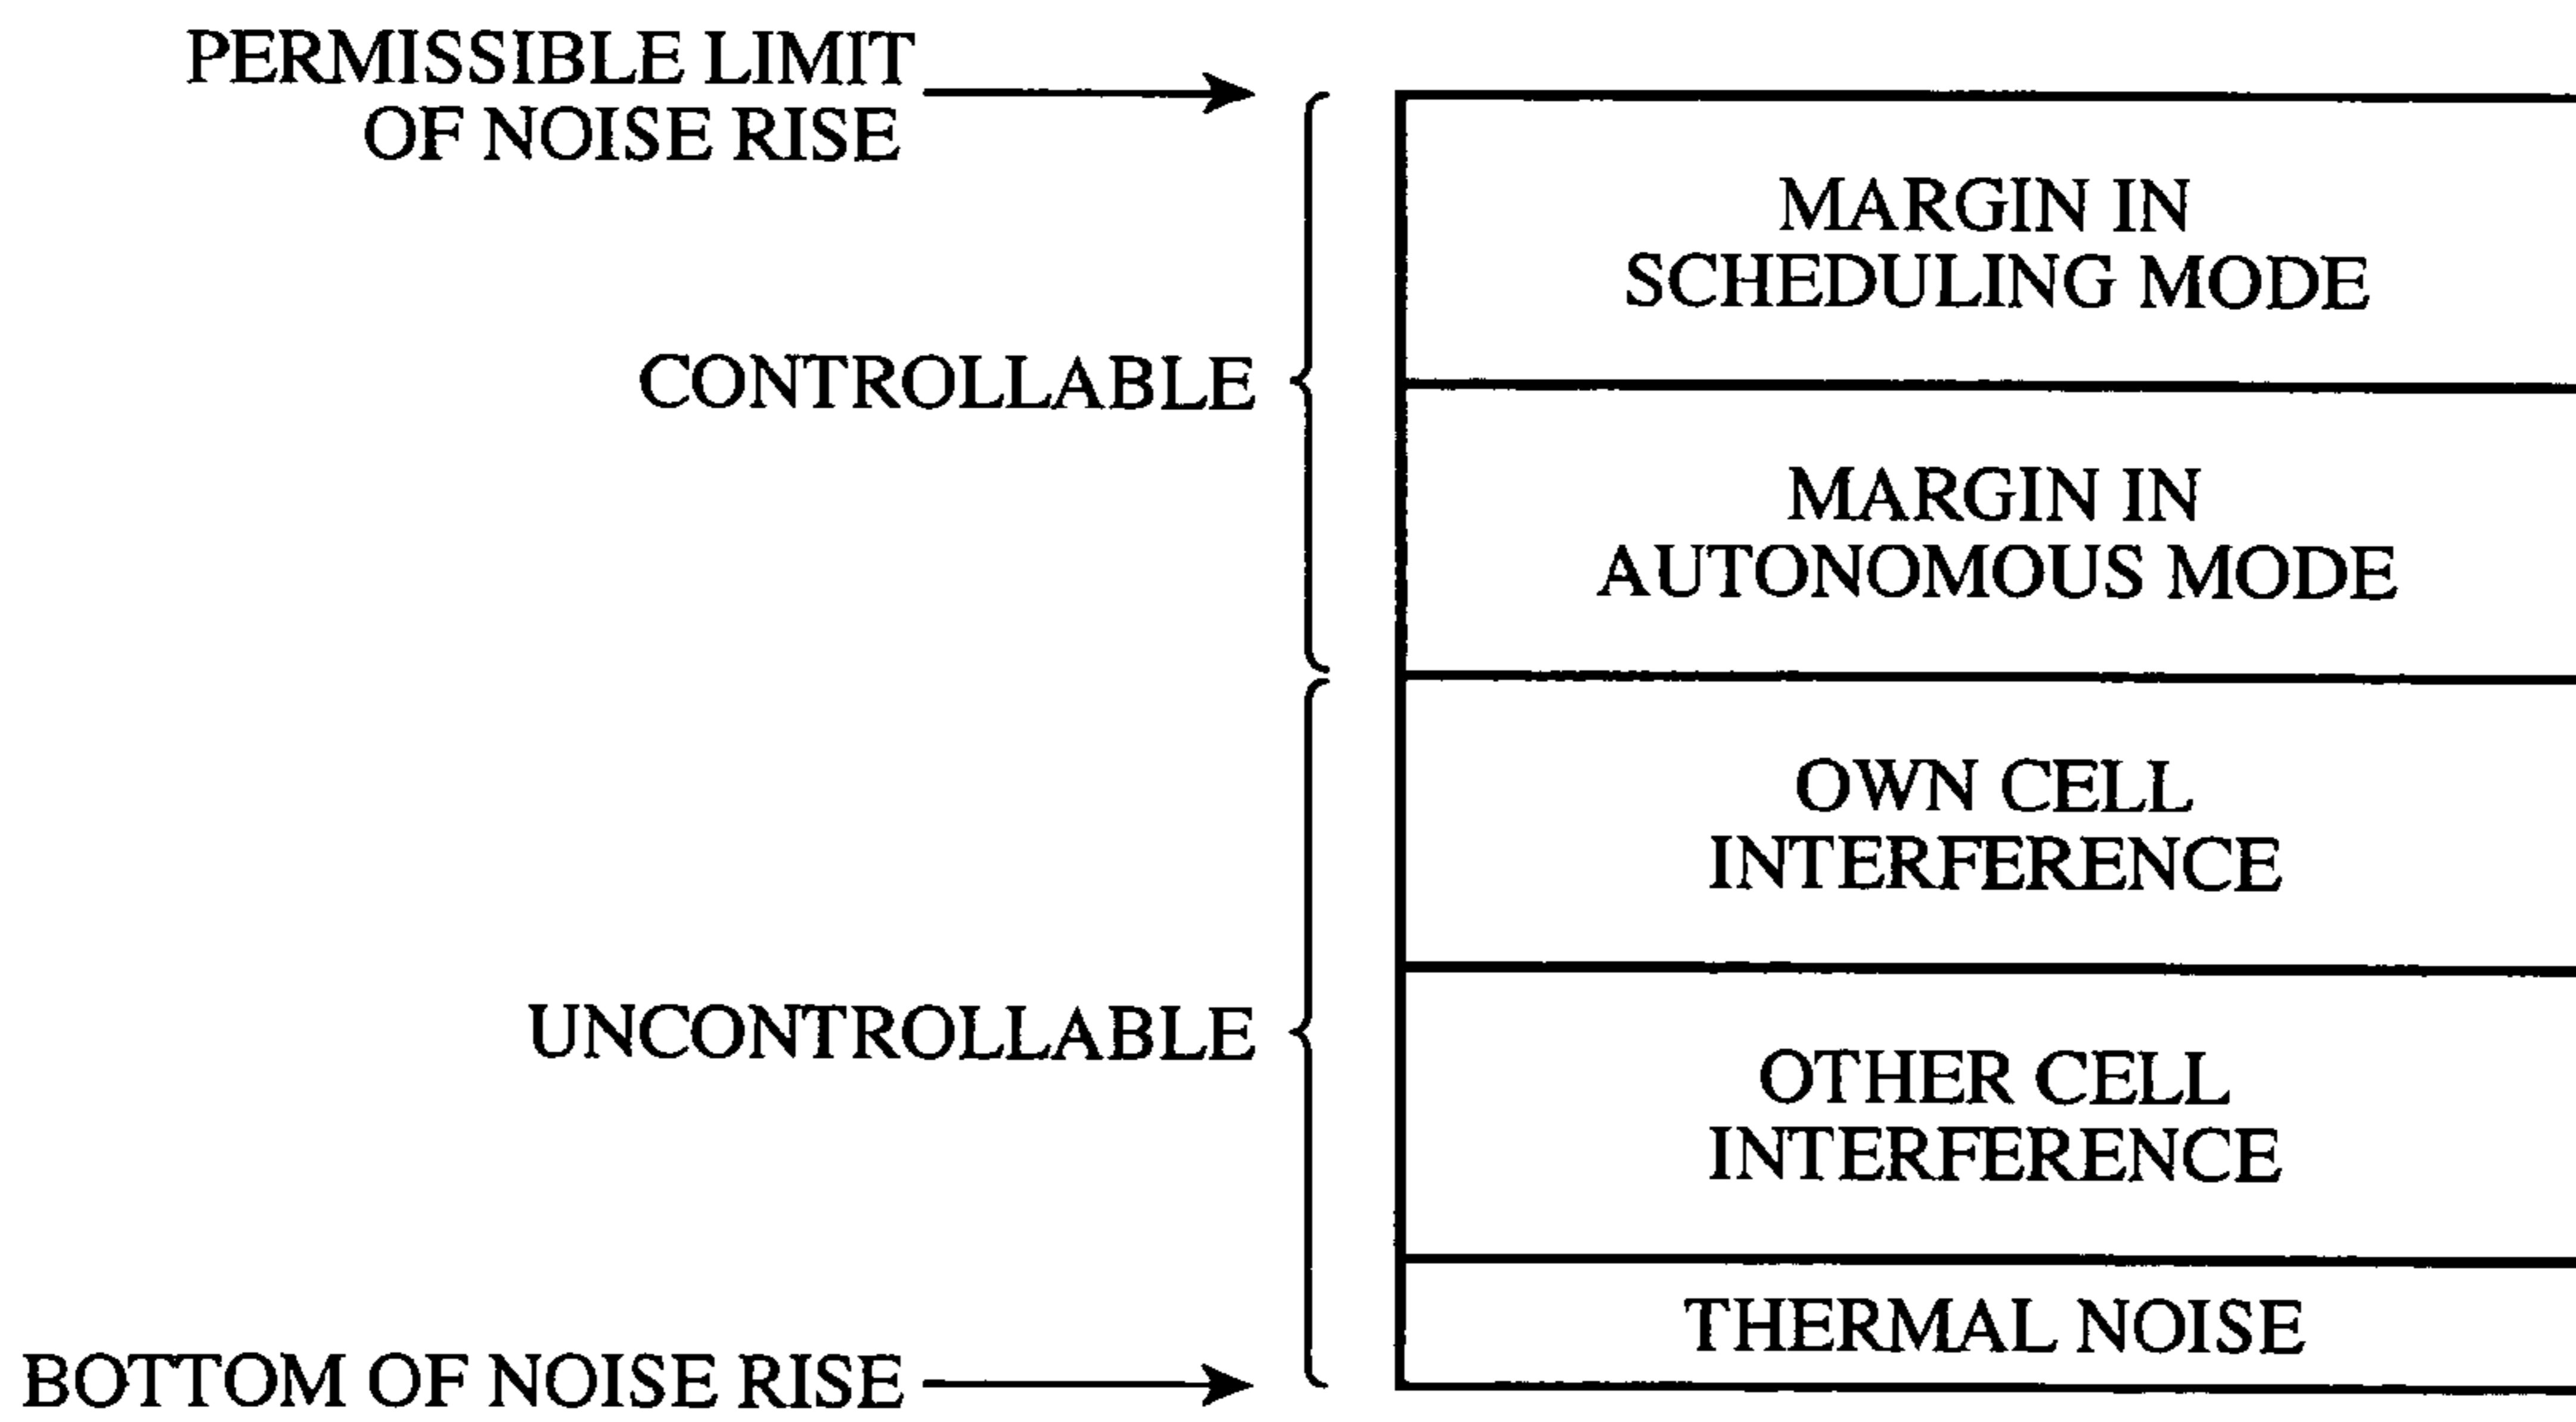 PERMISSIBLE LIMIT
OF NOISE RISE
MARGIN IN
SCHEDULING MODE
CONTROLLABLE
MARGIN IN
AUTONOMOUS MODE
OWN CELL
INTERFERENCE
UNCONTROLLABLE
OTHER CELL
INTERFERENCE
THERMAL NOISE
BOTTOM OF NOISE RISE